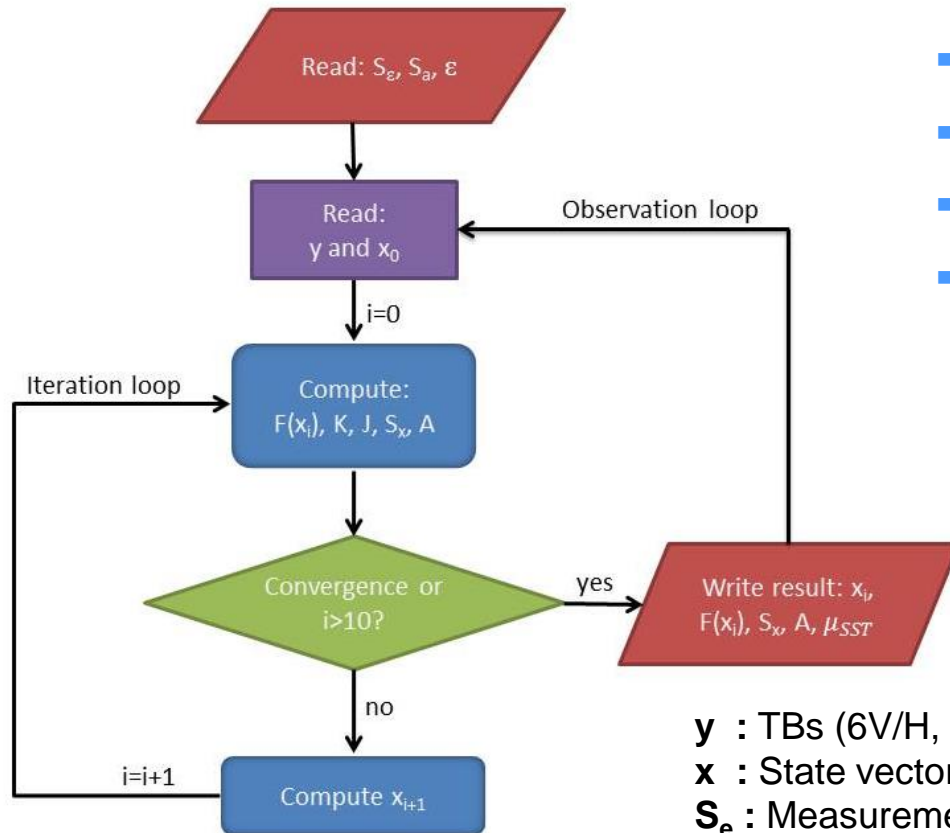 Read: Sε, Sa, ε
Read:
y and x0
Observation loop
i=0
Iteration loop
Compute:
F(xi), K, J, Sx, A
Convergence or
i>10?
yes
Write result: xi,
F(xi), Sx, A, μSST
no
i=i+1
Compute xi+1
y : TBs (6V/H,
x : State vector
Se : Measureme